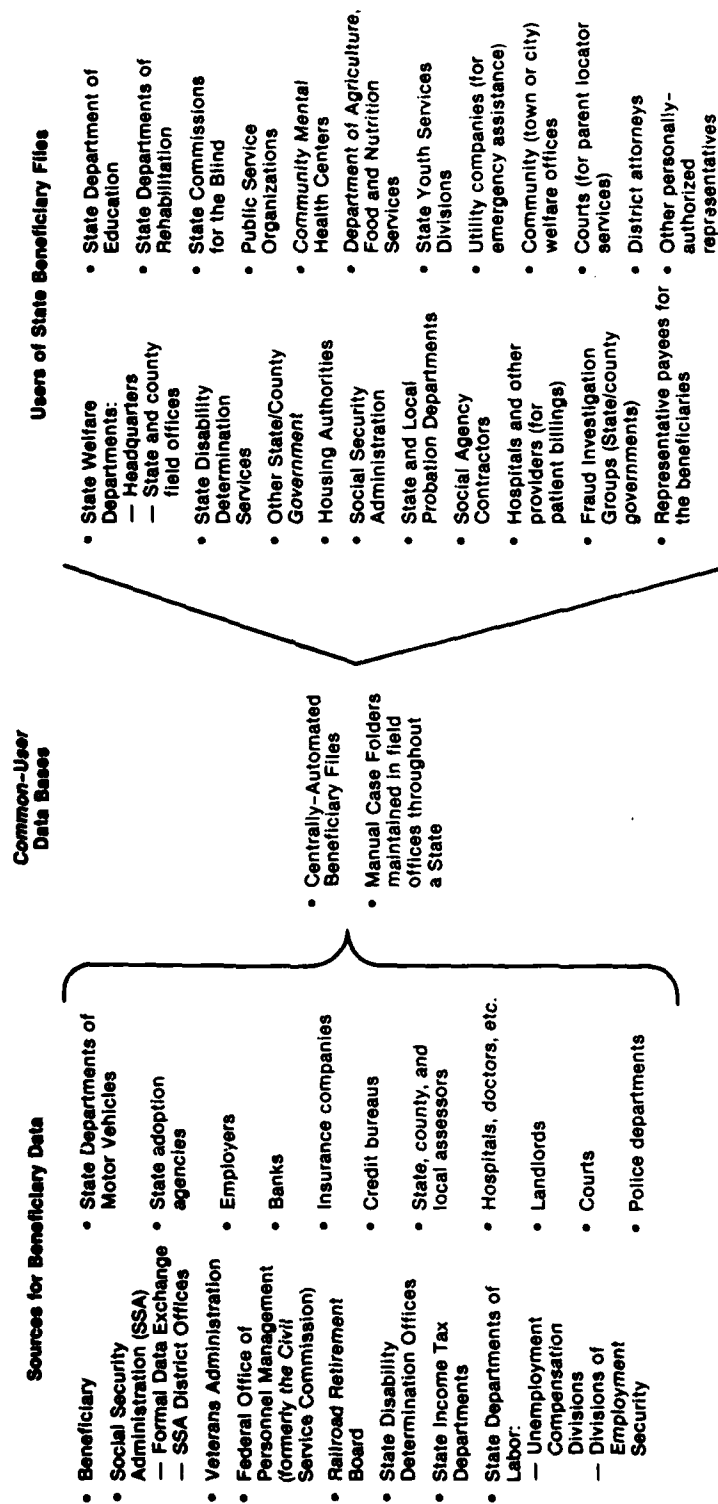 Sources for Beneficiary Data
• Beneficiary
• Social Security
Administration (SSA)
— Formal Data Exchange
— SSA District Offices
• Veterans Administration
• Federal Office of
Personnel Management
(formerly the Civil
Service Commission)
• Railroad Retirement
Board
• State Disability
Determination Offices
• State Income Tax
Departments
• State Departments of
Labor:
— Unemployment
Compensation
Divisions
— Divisions of
Employment
Security
• State Departments of
Motor Vehicles
• State adoption
agencies
• Employers
• Banks
• Insurance companies
• Credit bureaus
• State, county, and
local assessors
• Hospitals, doctors, etc.
• Landlords
• Courts
• Police departments
Common-User
Data Bases
• Centrally-Automated
Beneficiary Files
• Manual Case Folders
maintained in field
offices throughout
a State
Users of State Beneficiary Files
• State Welfare
Departments:
— Headquarters
— State and county
field offices
• State Disability
Determination
Services
• Other State/County
Government
• Housing Authorities
• Social Security
Administration
• State and Local
Probation Departments
• Social Agency
Contractors
• Hospitals and other
providers (for
patient billings)
• Fraud Investigation
Groups (State/county
governments)
• Representative payees for
the beneficiaries
• State Department of
Education
• State Departments of
Rehabilitation
• State Commissions
for the Blind
• Public Service
Organizations
• Community Mental
Health Centers
• Department of Agriculture,
Food and Nutrition
Services
• State Youth Services
Divisions
• Utility companies (for
emergency assistance)
• Community (town or city)
welfare offices
• Courts (for parent locator
services)
• District attorneys
• Other personally-
authorized
representatives